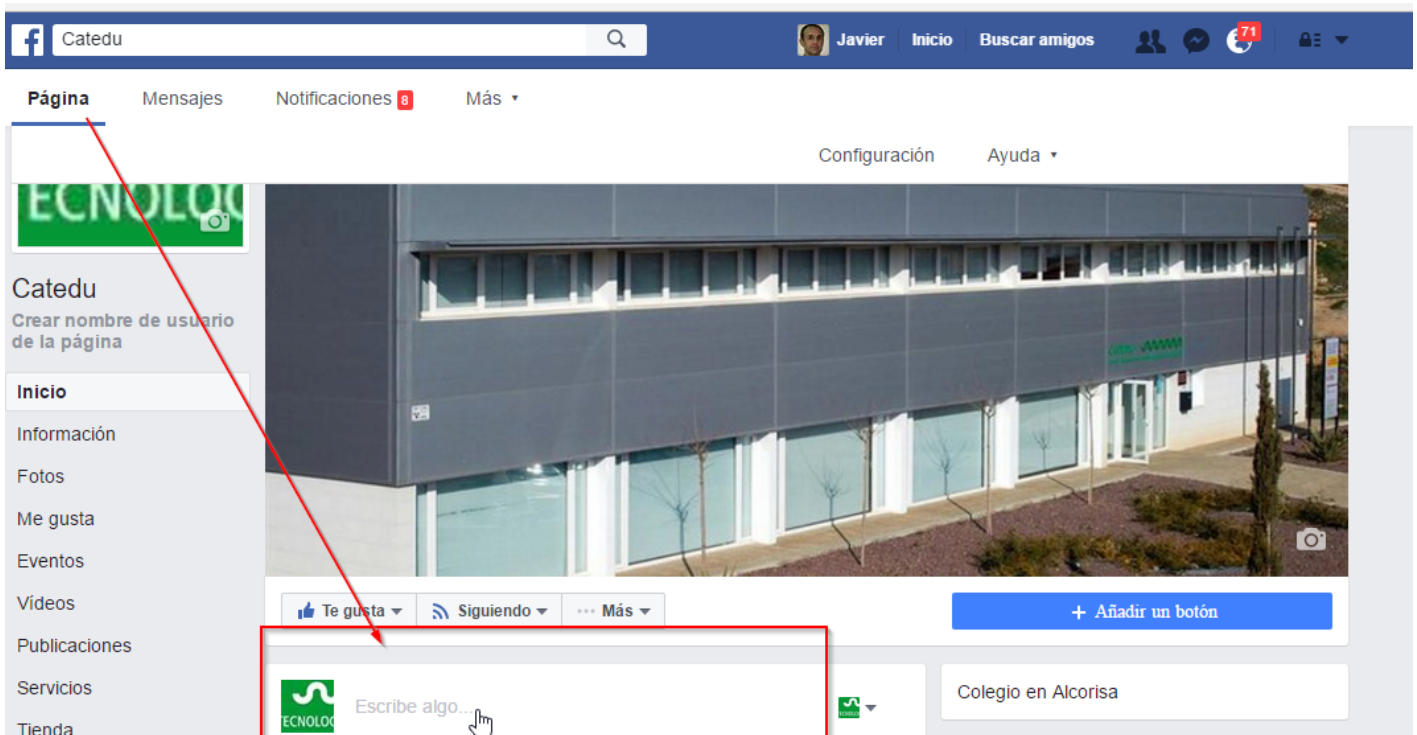 Catedu
Javier Inicio Buscar amigos 71
Página Mensajes Notificaciones 8 Más
Configuración Ayuda
ECNOLOG
Catedu
Crear nombre de usuario
de la página
Inicio
Información
Fotos
Me gusta
Eventos
Vídeos
Publicaciones
Servicios
Tienda
Te gusta Siguiendo ··· Más
+ Añadir un botón
Escribe algo...
ECNOLOG
Colegio en Alcorisa